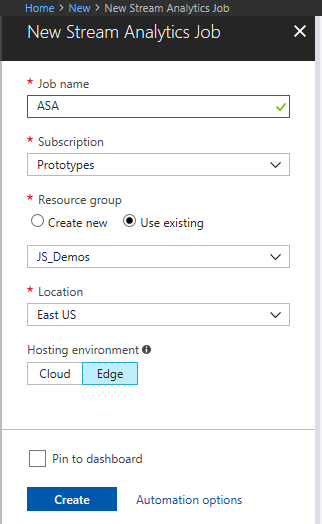 Home > New > New Stream Analytics Job
New Stream Analytics Job
* Job name
ASA
* Subscription
Prototypes
* Resource group
Create new Use existing
JS_Demos
* Location
East US
Hosting environment
Cloud Edge
Pin to dashboard
Create Automation options